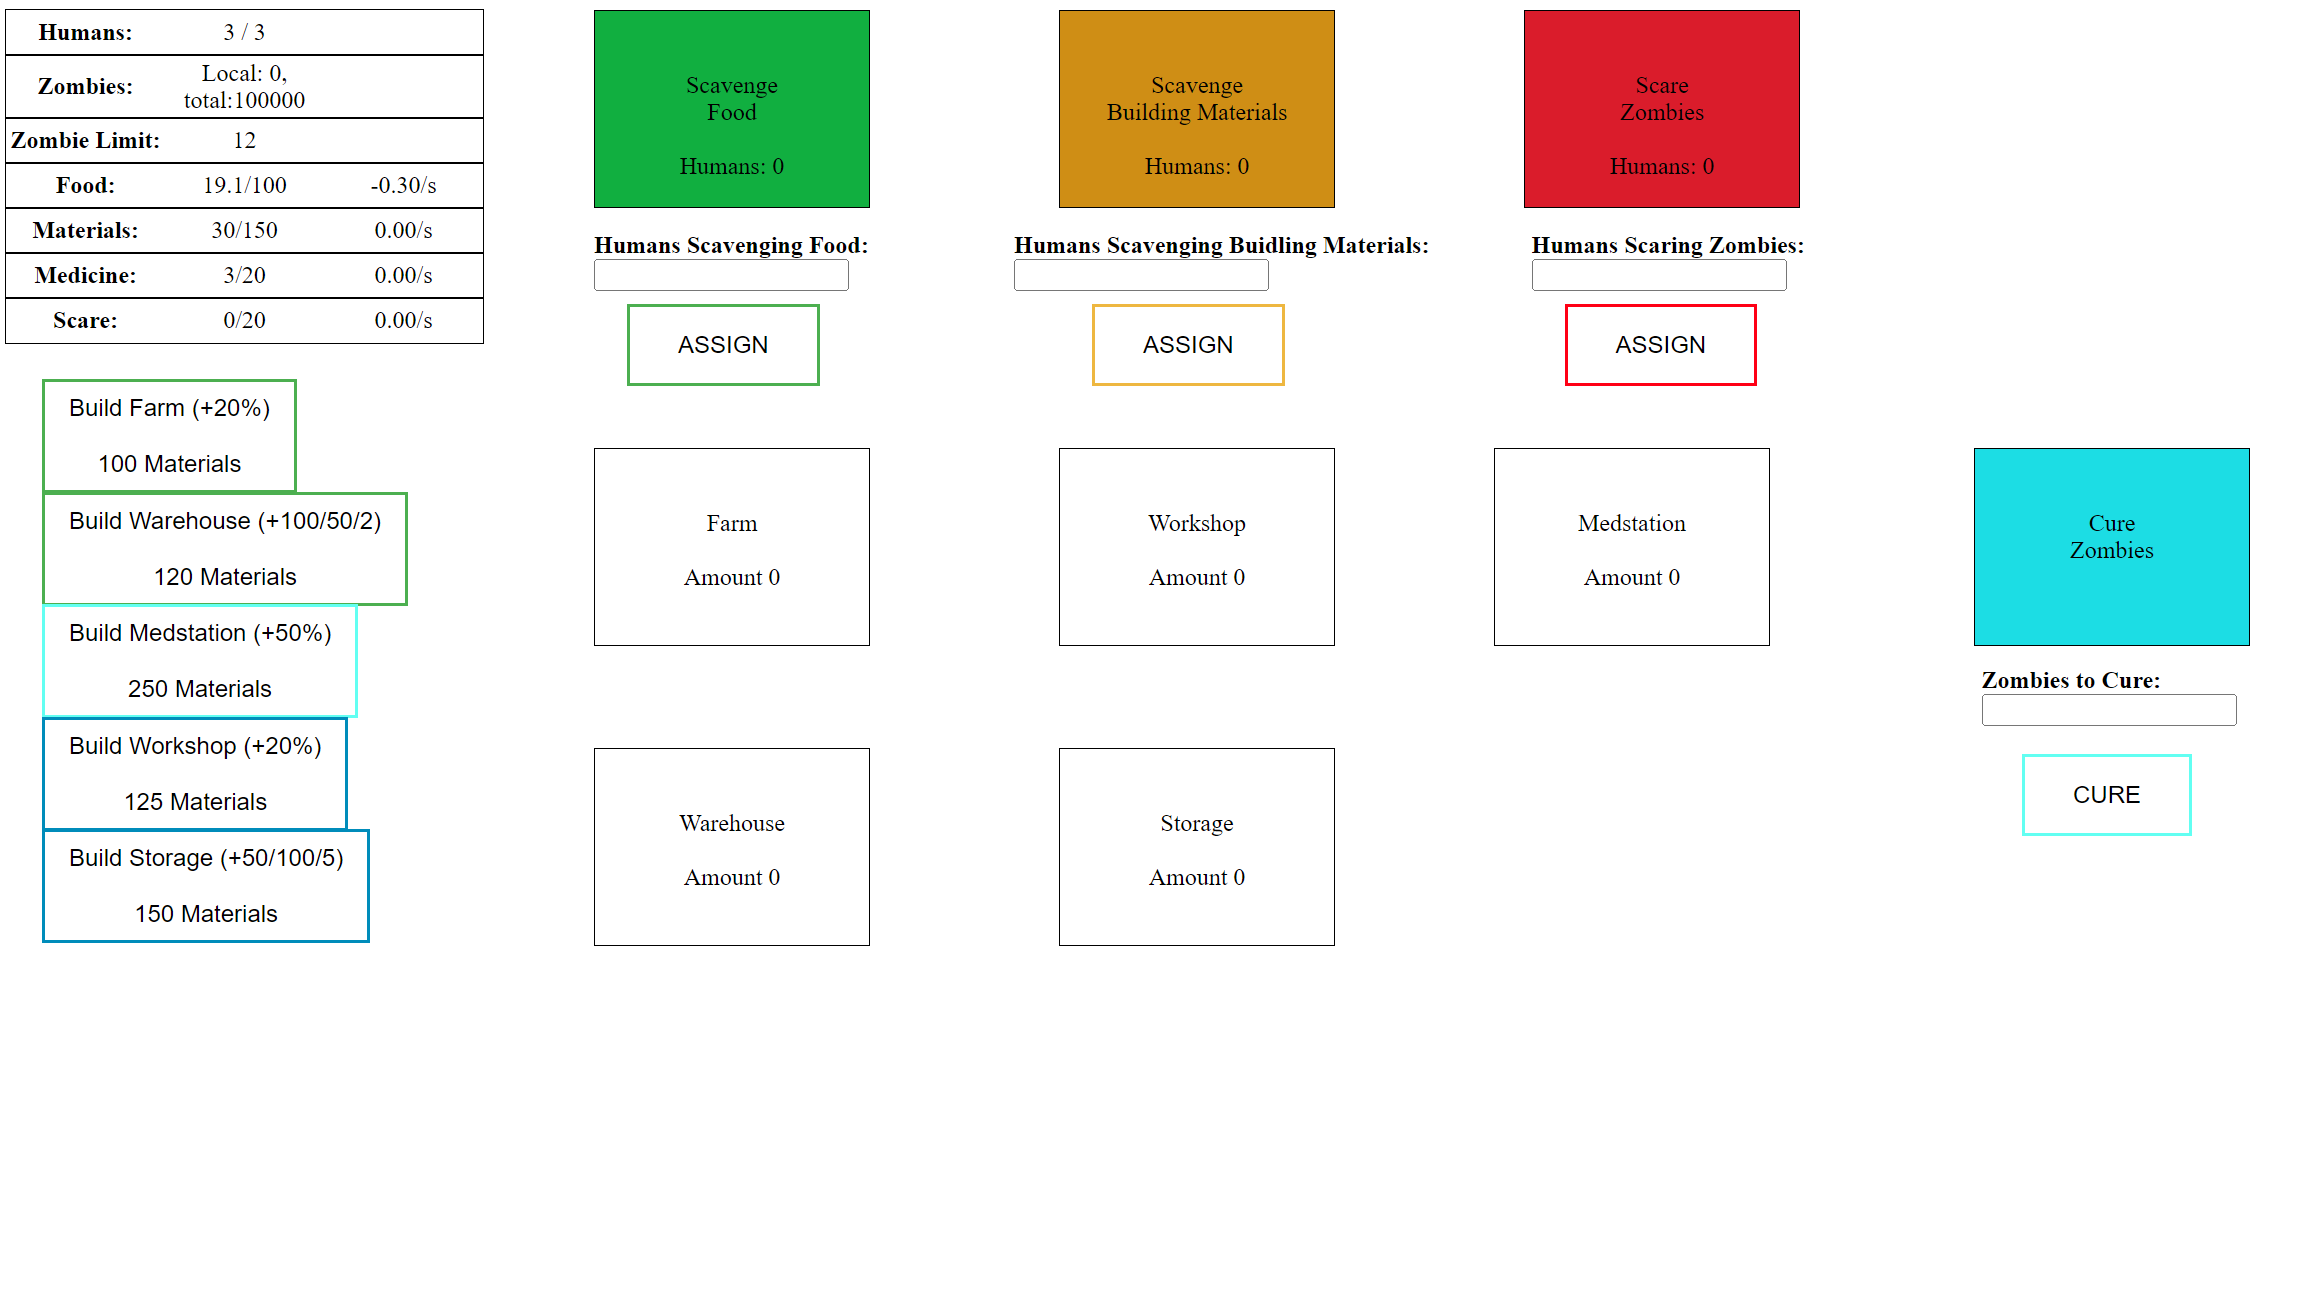 Humans: 3 / 3
Zombies: Local: 0,
total:100000
Zombie Limit: 12
Food: 19.1/100 -0.30/s
Materials: 30/150 0.00/s
Medicine: 3/20 0.00/s
Scare: 0/20 0.00/s
Build Farm (+20%)
100 Materials
Build Warehouse (+100/50/2)
120 Materials
Build Medstation (+50%)
250 Materials
Build Workshop (+20%)
125 Materials
Build Storage (+50/100/5)
150 Materials
Scavenge
Food
Humans: 0
Humans Scavenging Food:
ASSIGN
Scavenge
Building Materials
Humans: 0
Humans Scavenging Buidling Materials:
ASSIGN
Scare
Zombies
Humans: 0
Humans Scaring Zombies:
ASSIGN
Farm
Amount 0
Workshop
Amount 0
Medstation
Amount 0
Cure
Zombies
Zombies to Cure:
CURE
Warehouse
Amount 0
Storage
Amount 0